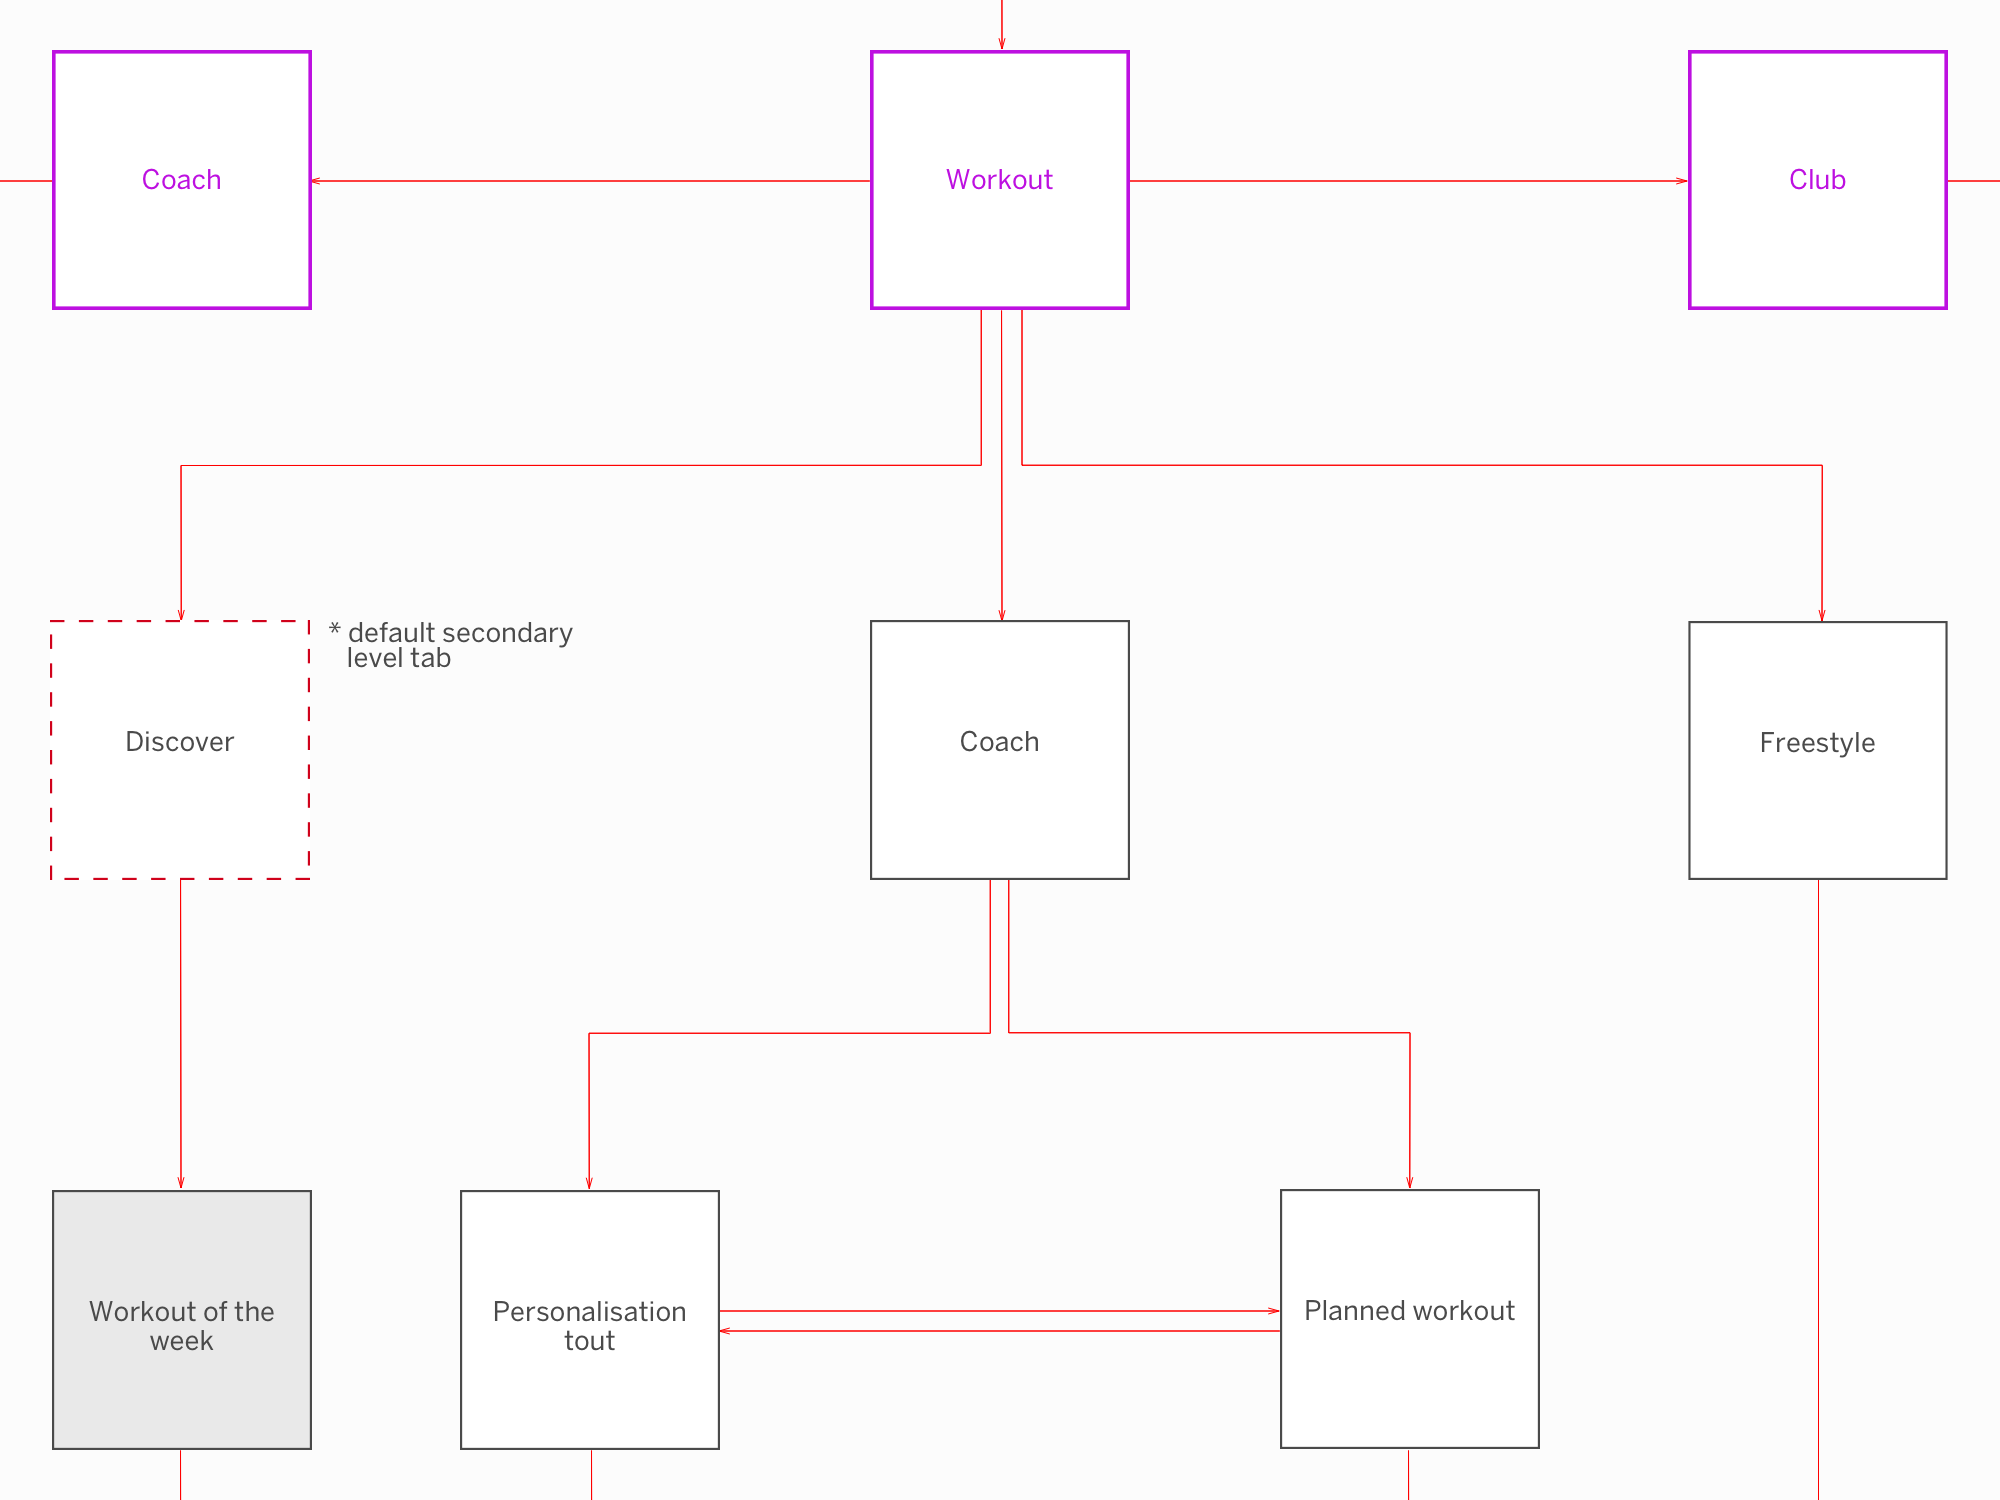 Coach
Workout
Club
* default secondary
level tab
Discover
Coach
Freestyle
Workout of the
week
Personalisation
tout
Planned workout